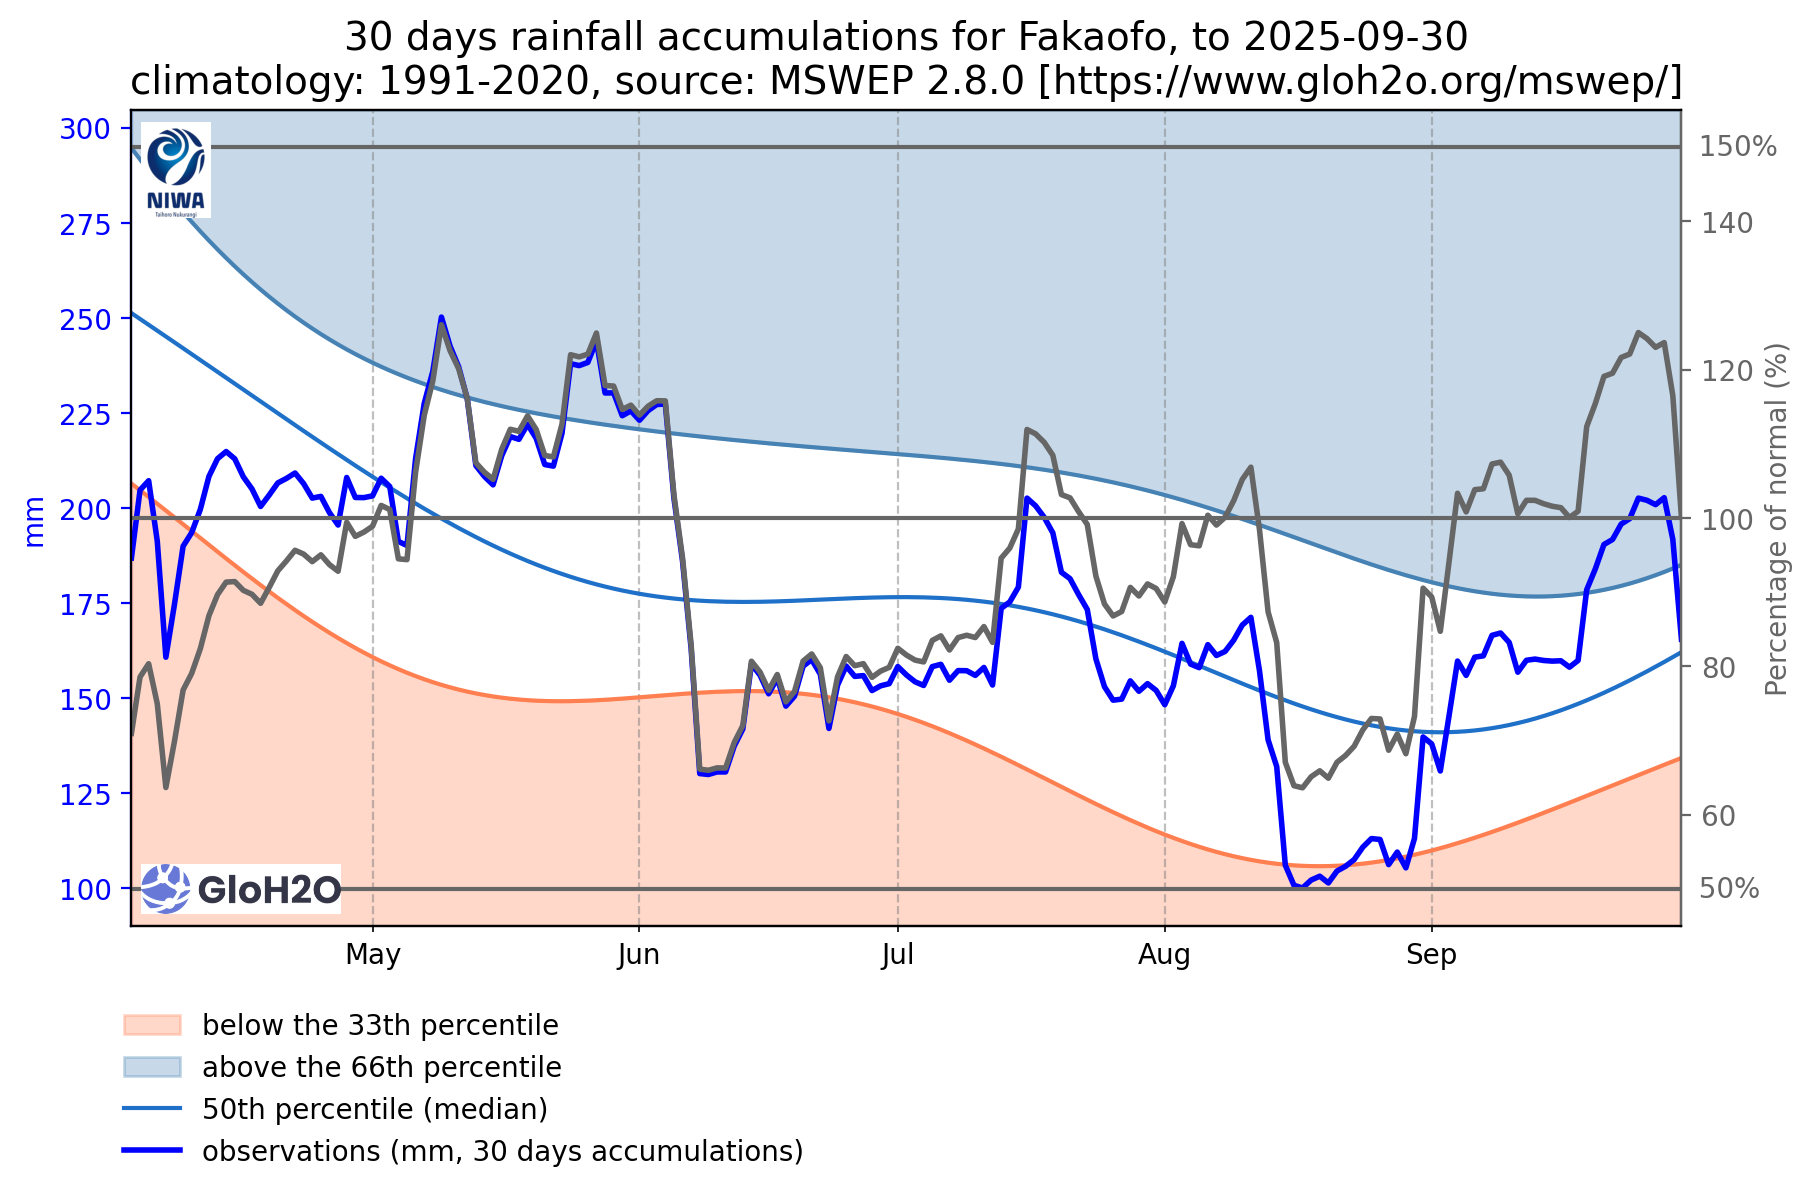 30 days rainfall accumulations for Fakaofo, to 2025-09-30
climatology: 1991-2020, source: MSWEP 2.8.0 [https://www.gloh2o.org/mswep/]
300
275
250
225
200
175
150
125
100
mm
NIWA
Taihoro Nukurangi
GloH2O
150%
140
120
100
80
60
50%
Percentage of normal (%)
May
Jun
Jul
Aug
Sep
below the 33th percentile
above the 66th percentile
50th percentile (median)
observations (mm, 30 days accumulations)